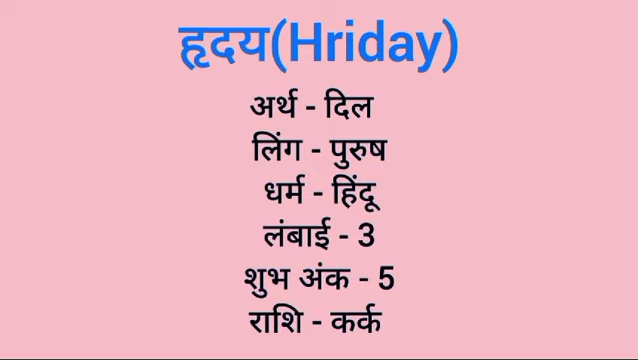 हृदय(Hriday)
अर्थ - दिल
लिंग - पुरुष
धर्म - हिंदू
लंबाई - 3
शुभ अंक - 5
राशि - कर्क